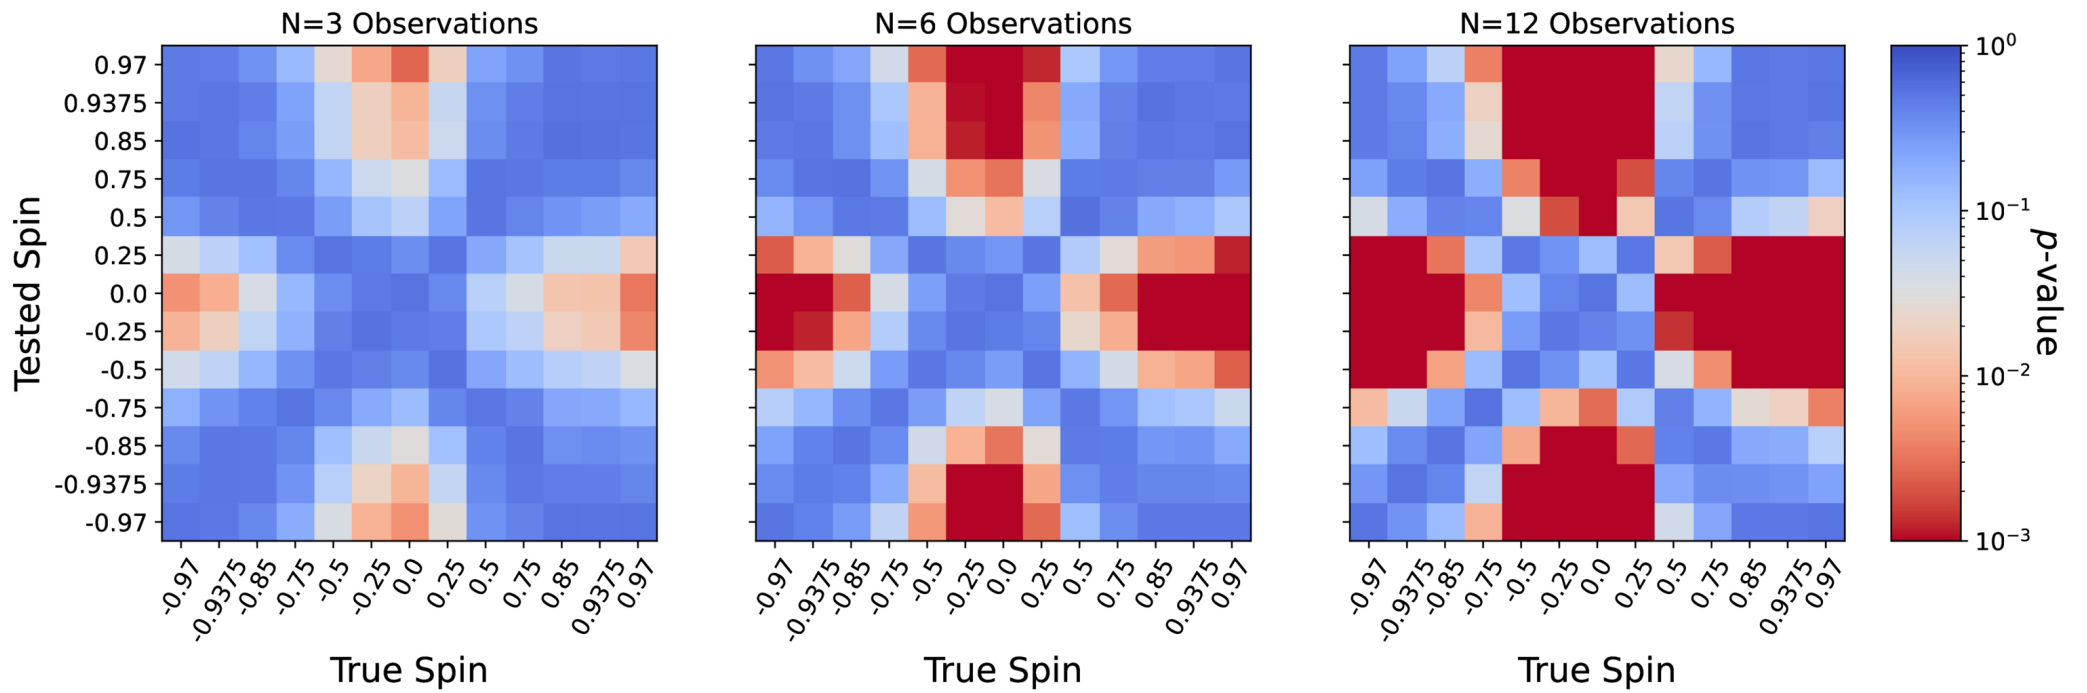 N=3 Observations
N=6 Observations
N=12 Observations
Tested Spin
0.97
0.9375
0.85
0.75
0.5
0.25
0.0
-0.25
-0.5
-0.75
-0.85
-0.9375
-0.97
-0.97 -0.9375 -0.85 -0.75 -0.5 -0.25 0.0 0.25 0.5 0.75 0.85 0.9375 0.97
True Spin
-0.97 -0.9375 -0.85 -0.75 -0.5 -0.25 0.0 0.25 0.5 0.75 0.85 0.9375 0.97
True Spin
-0.97 -0.9375 -0.85 -0.75 -0.5 -0.25 0.0 0.25 0.5 0.75 0.85 0.9375 0.97
True Spin
10⁰
10⁻¹
10⁻²
10⁻³
p-value